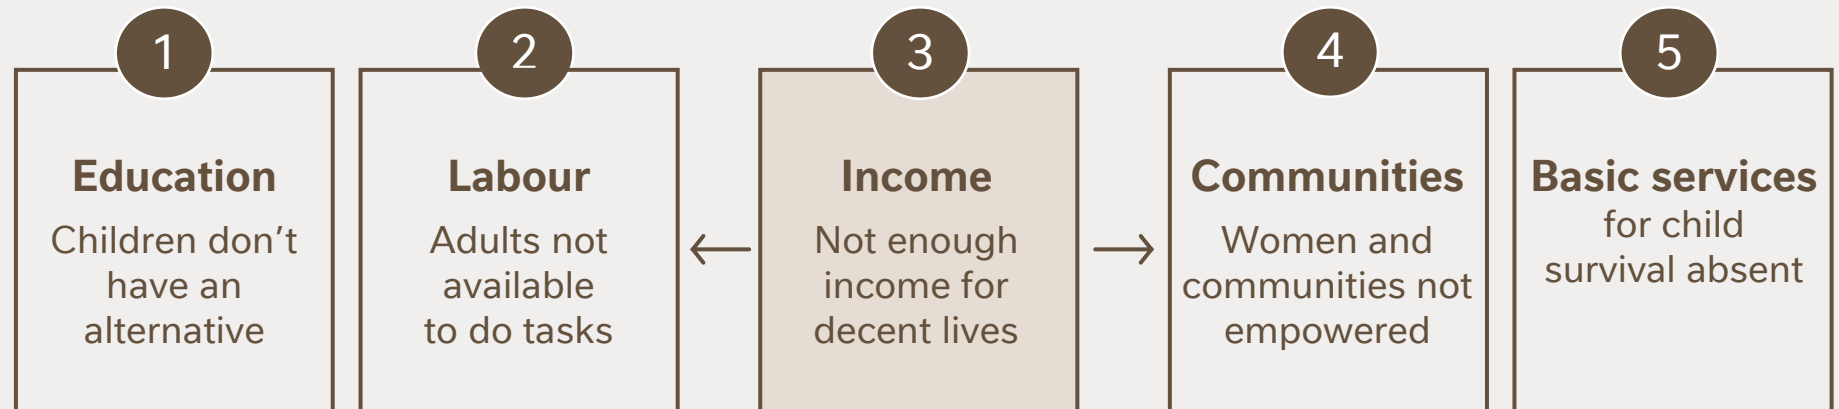 1
Education
Children don’t
have an
alternative
2
Labour
Adults not
available
to do tasks
3
Income
Not enough
income for
decent lives
4
Communities
Women and
communities not
empowered
5
Basic services
for child
survival absent